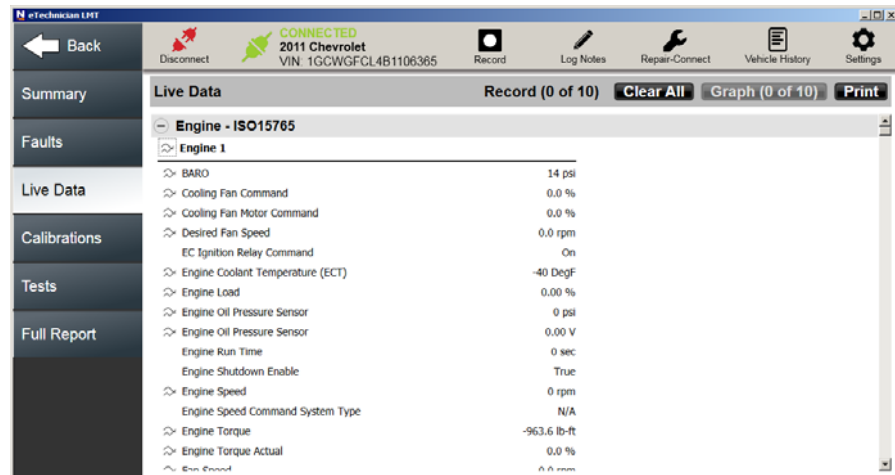 eTechnician LMT
Back
Disconnect
CONNECTED
2011 Chevrolet
VIN: 1GCWGFCL4B1106365
Record
Log Notes
Repair-Connect
Vehicle History
Settings
Summary
Faults
Live Data
Calibrations
Tests
Full Report
Live Data Record (0 of 10) Clear All Graph (0 of 10) Print
Engine - ISO15765
Engine 1
BARO 14 psi
Cooling Fan Command 0.0 %
Cooling Fan Motor Command 0.0 %
Desired Fan Speed 0.0 rpm
EC Ignition Relay Command On
Engine Coolant Temperature (ECT) -40 DegF
Engine Load 0.00 %
Engine Oil Pressure Sensor 0 psi
Engine Oil Pressure Sensor 0.00 V
Engine Run Time 0 sec
Engine Shutdown Enable True
Engine Speed 0 rpm
Engine Speed Command System Type N/A
Engine Torque -963.6 lb-ft
Engine Torque Actual 0.0 %
Fan Speed 0.0 rpm